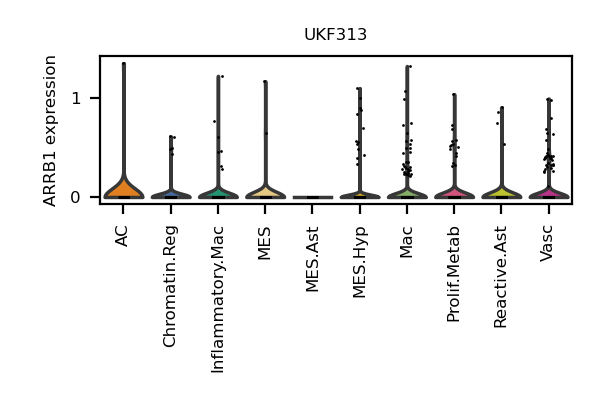 UKF313
ARRB1 expression
1
0
AC
Chromatin.Reg
Inflammatory.Mac
MES
MES.Ast
MES.Hyp
Mac
Prolif.Metab
Reactive.Ast
Vasc